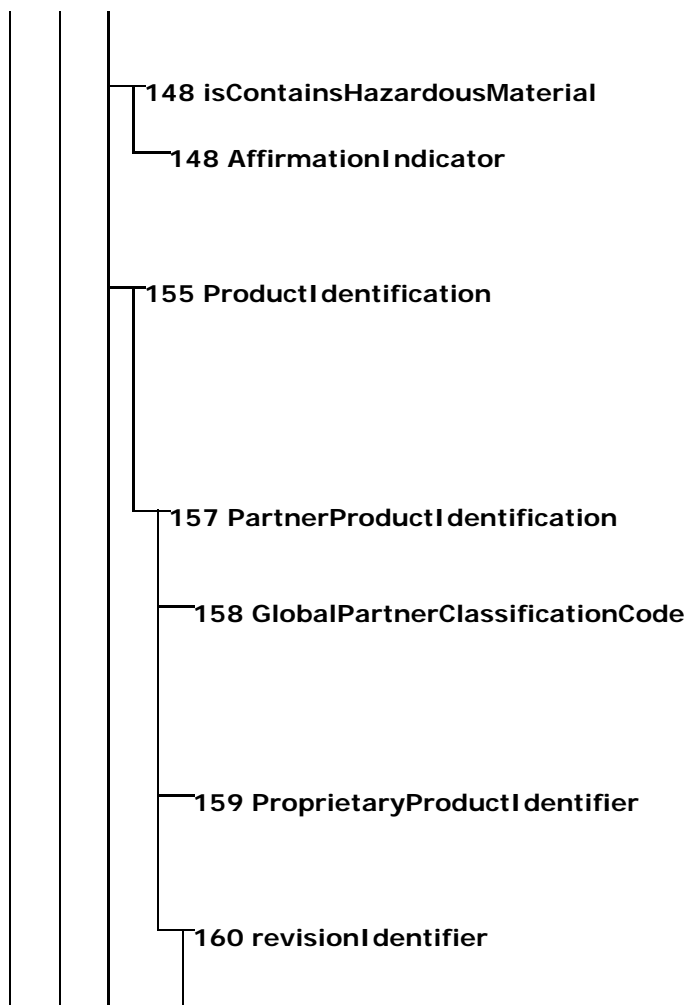 148 isContainsHazardousMaterial
148 AffirmationIndicator
155 ProductIdentification
157 PartnerProductIdentification
158 GlobalPartnerClassificationCode
159 ProprietaryProductIdentifier
160 revisionIdentifier